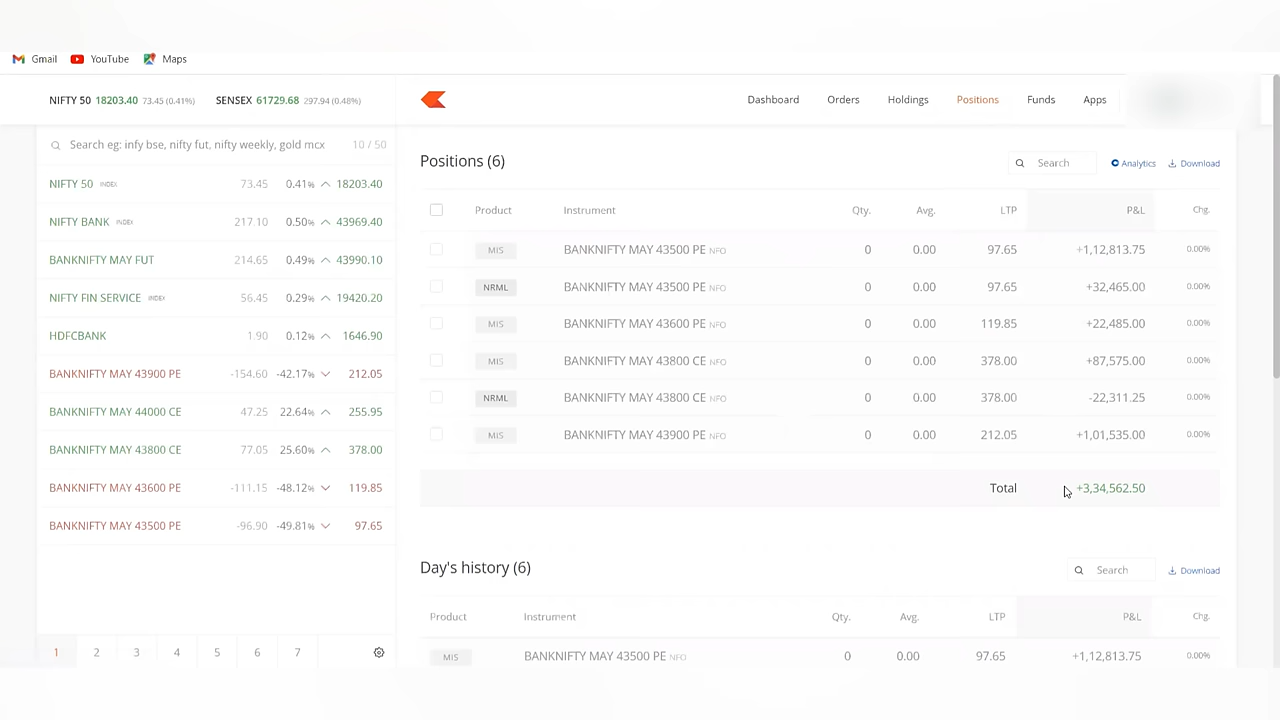 Gmail YouTube Maps
NIFTY 50 18203.40 73.45 (0.41%) SENSEX 61729.68 297.94 (0.48%)
Dashboard Orders Holdings Positions Funds Apps
Search eg: infy bse, nifty fut, nifty weekly, gold mcx 10 / 50
NIFTY 50 INDEX 73.45 0.41% 18203.40
NIFTY BANK INDEX 217.10 0.50% 43969.40
BANKNIFTY MAY FUT 214.65 0.49% 43990.10
NIFTY FIN SERVICE INDEX 56.45 0.29% 19420.20
HDFCBANK 1.90 0.12% 1646.90
BANKNIFTY MAY 43900 PE -154.60 -42.17% 212.05
BANKNIFTY MAY 44000 CE 47.25 22.64% 255.95
BANKNIFTY MAY 43800 CE 77.05 25.60% 378.00
BANKNIFTY MAY 43600 PE -111.15 -48.12% 119.85
BANKNIFTY MAY 43500 PE -96.90 -49.81% 97.65
1 2 3 4 5 6 7
Positions (6) Search Analytics Download
Product Instrument Qty. Avg. LTP P&L Chg.
MIS BANKNIFTY MAY 43500 PE NFO 0 0.00 97.65 +1,12,813.75 0.00%
NRML BANKNIFTY MAY 43500 PE NFO 0 0.00 97.65 +32,465.00 0.00%
MIS BANKNIFTY MAY 43600 PE NFO 0 0.00 119.85 +22,485.00 0.00%
MIS BANKNIFTY MAY 43800 CE NFO 0 0.00 378.00 +87,575.00 0.00%
NRML BANKNIFTY MAY 43800 CE NFO 0 0.00 378.00 -22,311.25 0.00%
MIS BANKNIFTY MAY 43900 PE NFO 0 0.00 212.05 +1,01,535.00 0.00%
Total +3,34,562.50
Day's history (6) Search Download
Product Instrument Qty. Avg. LTP P&L Chg.
MIS BANKNIFTY MAY 43500 PE NFO 0 0.00 97.65 +1,12,813.75 0.00%